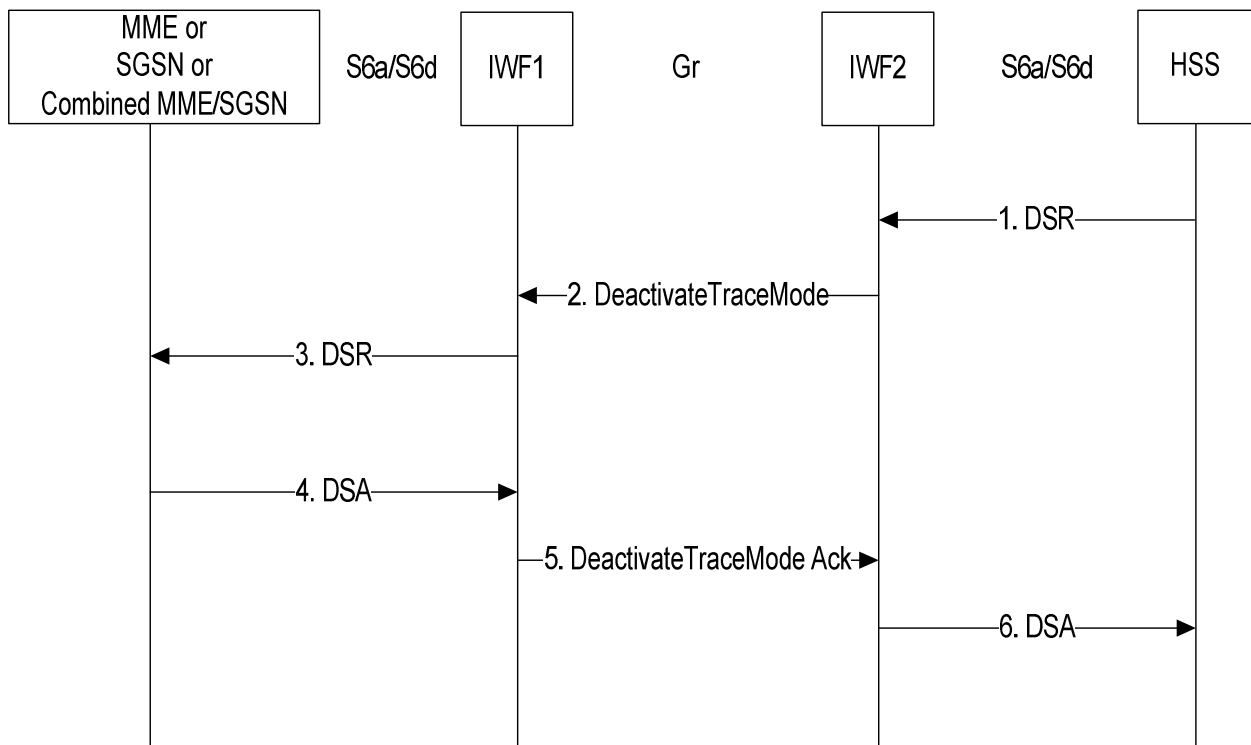 MME or
SGSN or
Combined MME/SGSN
S6a/S6d
IWF1
Gr
IWF2
S6a/S6d
HSS
1. DSR
2. DeactivateTraceMode
3. DSR
4. DSA
5. DeactivateTraceMode Ack
6. DSA